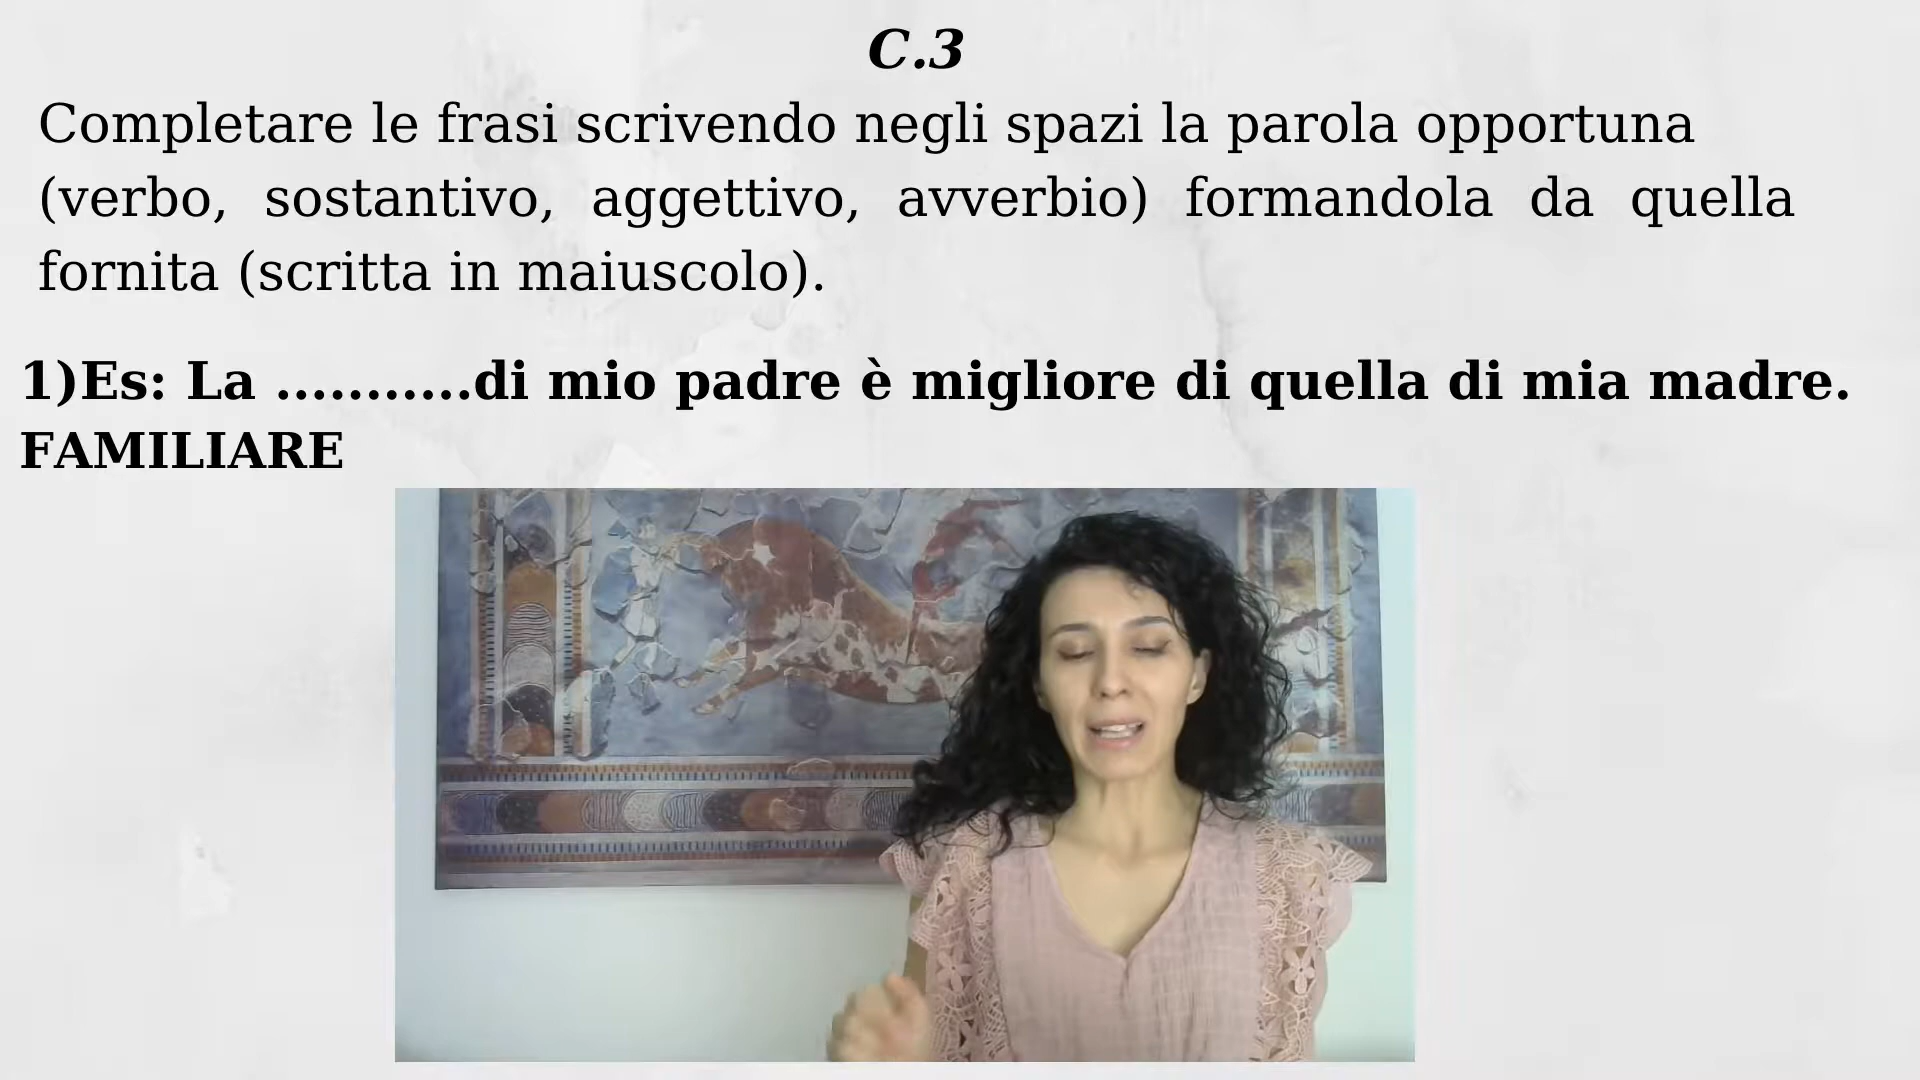 C.3
Completare le frasi scrivendo negli spazi la parola opportuna
(verbo, sostantivo, aggettivo, avverbio) formandola da quella
fornita (scritta in maiuscolo).
1)Es: La ...........di mio padre è migliore di quella di mia madre.
FAMILIARE